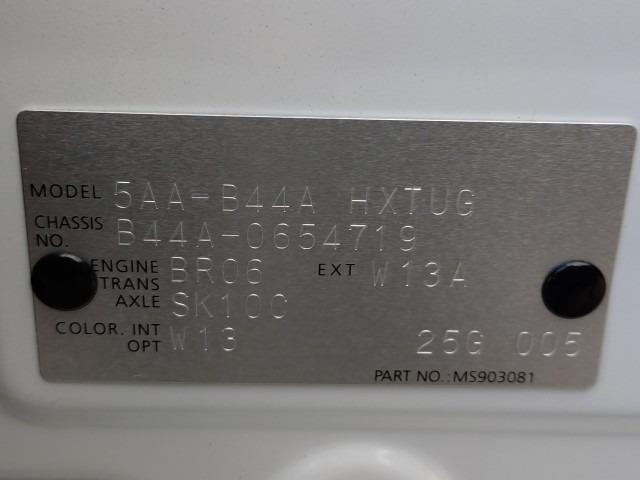 MODEL 5AA-B44A HXTUG
CHASSIS NO. B44A-0654719
ENGINE BR06 EXT W13A
TRANS AXLE SK10C
COLOR. INT W13
OPT 25G 005
PART NO.:MS903081